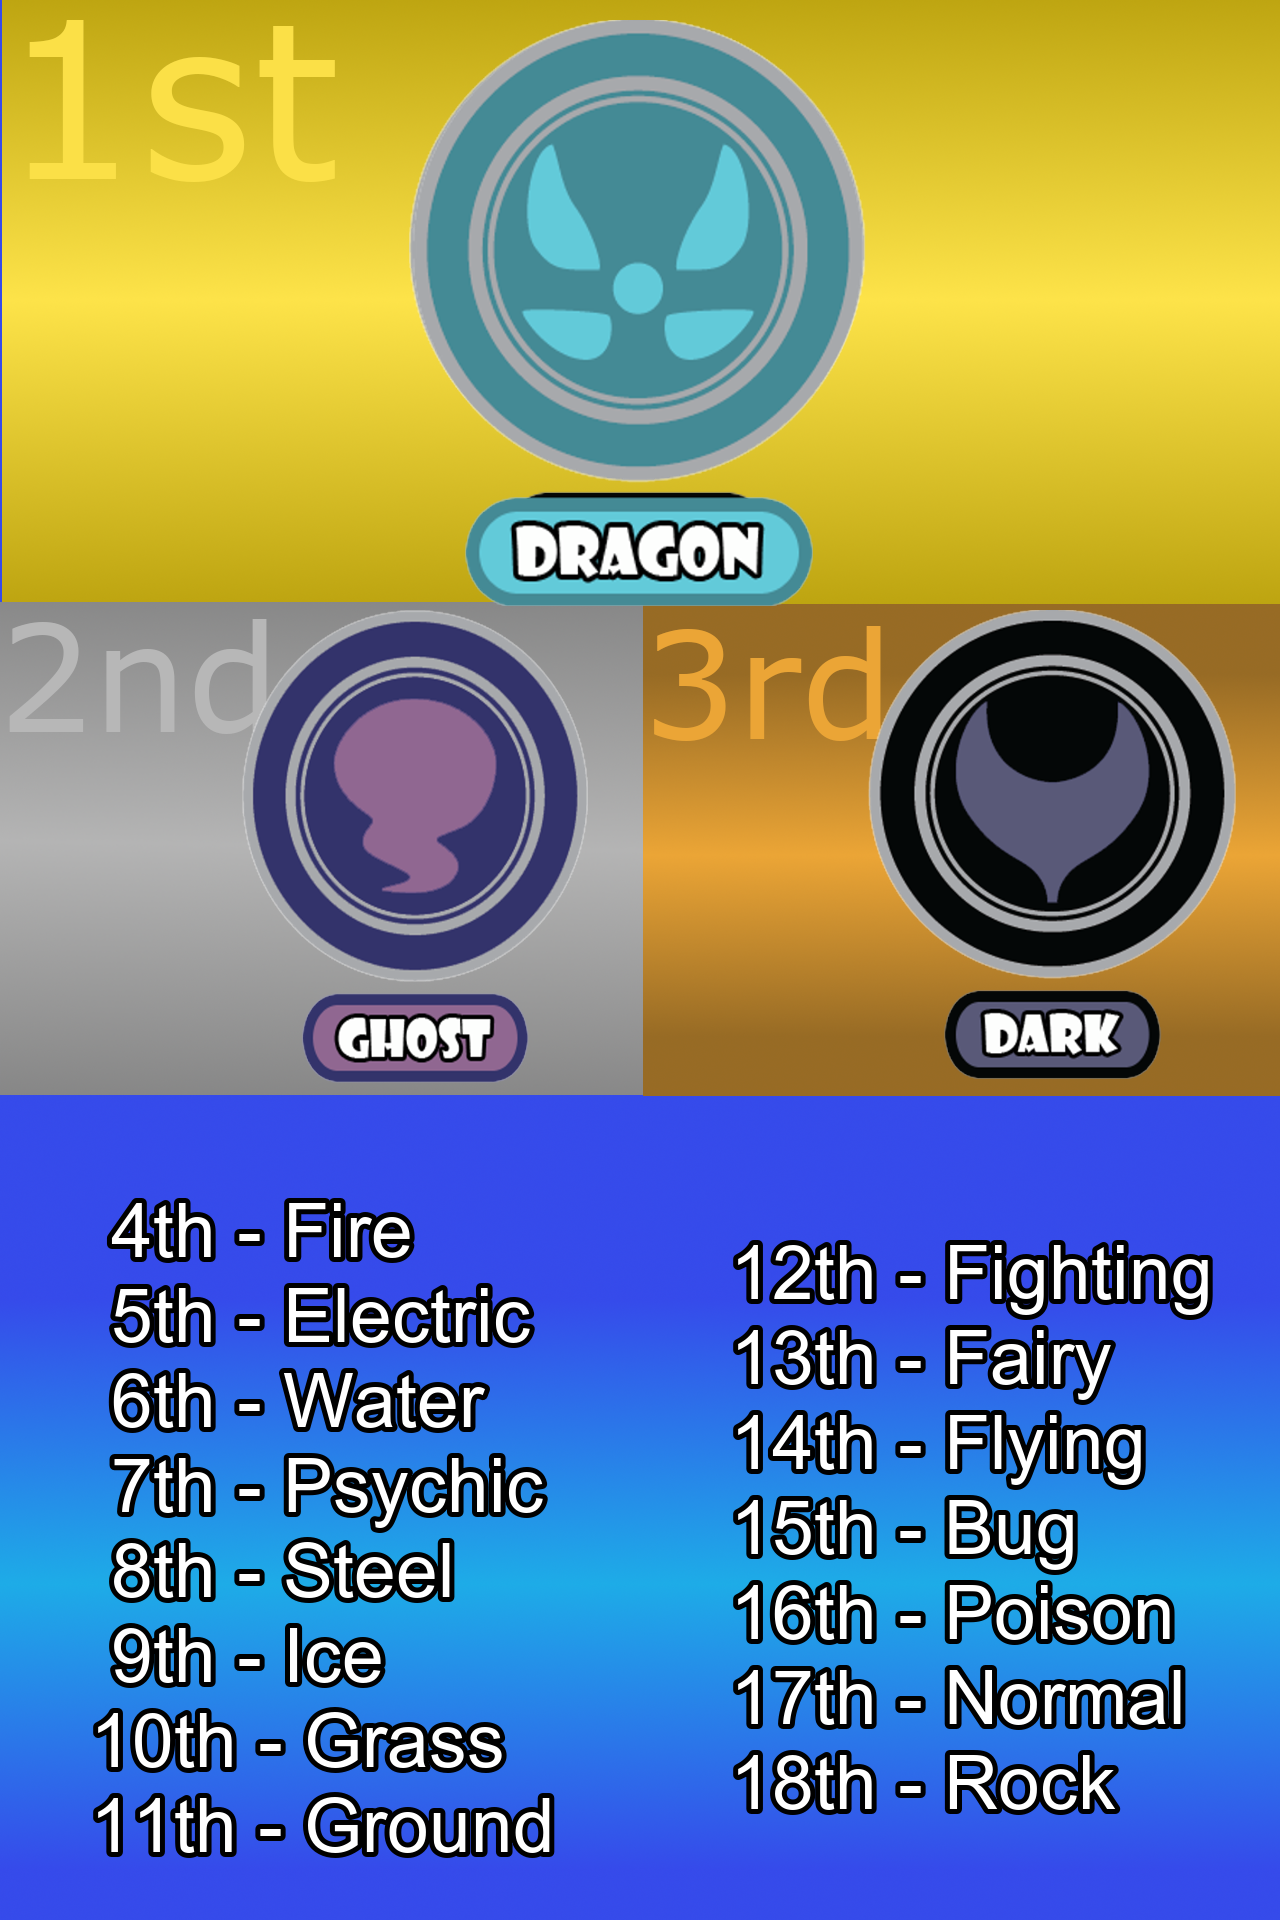 1st
DRAGON
2nd
GHOST
3rd
DARK
4th - Fire
5th - Electric
6th - Water
7th - Psychic
8th - Steel
9th - Ice
10th - Grass
11th - Ground
12th - Fighting
13th - Fairy
14th - Flying
15th - Bug
16th - Poison
17th - Normal
18th - Rock